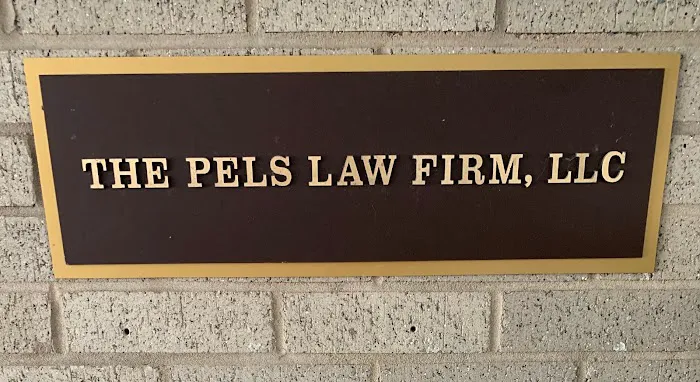 THE PELS LAW FIRM, LLC